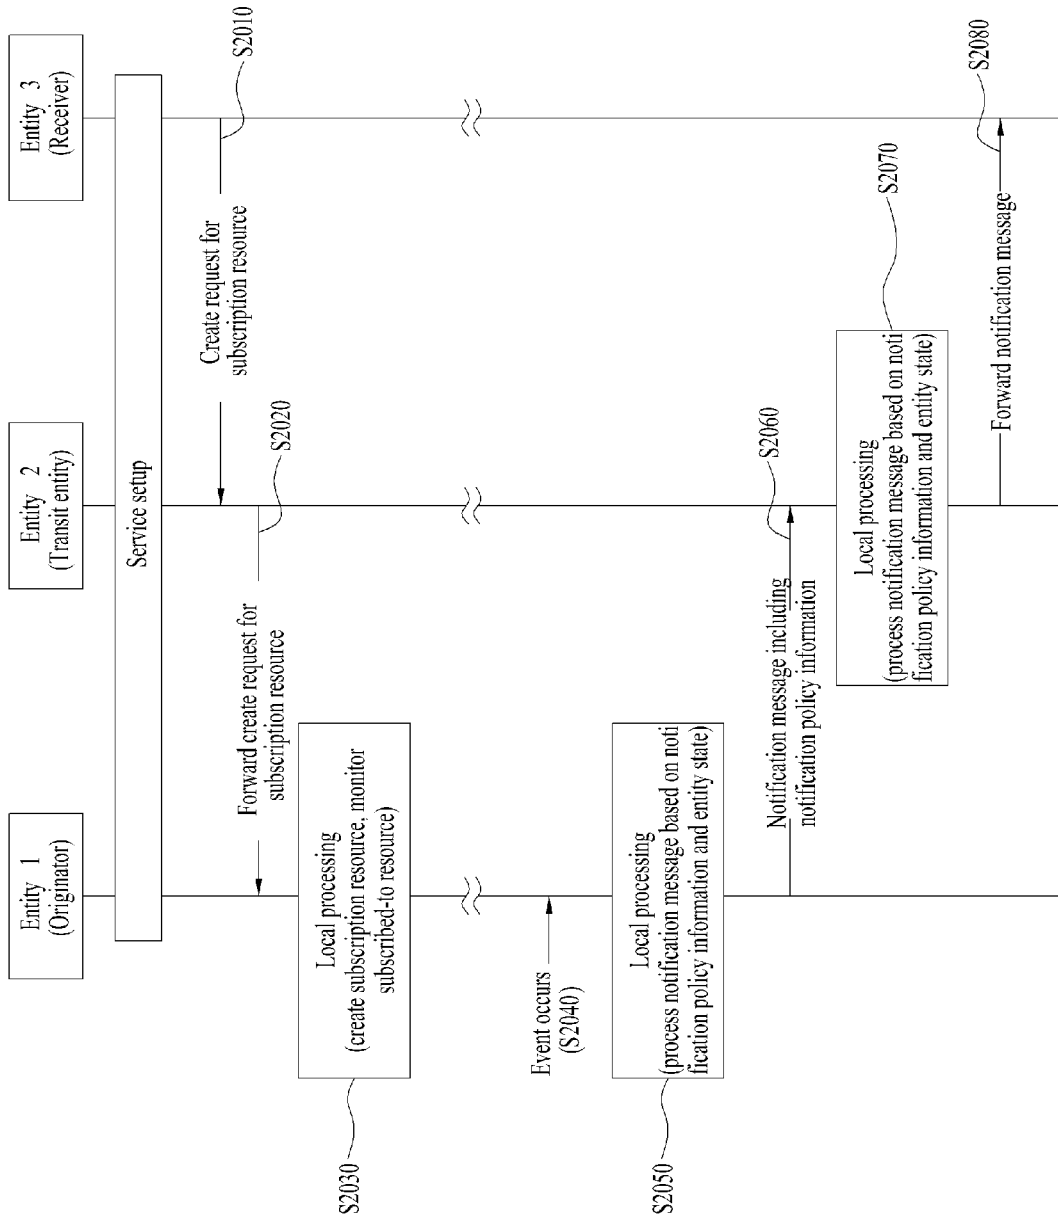 Entity 1
(Originator)
Entity 2
(Transit entity)
Entity 3
(Receiver)
Service setup
Create request for
subscription resource
S2010
Forward create request for
subscription resource
S2020
Local processing
(create subscription resource, monitor
subscribed-to resource)
S2030
Event occurs
(S2040)
Local processing
(process notification message based on noti
fication policy information and entity state)
S2050
Notification message including
notification policy information
S2060
Local processing
(process notification message based on noti
fication policy information and entity state)
S2070
Forward notification message
S2080